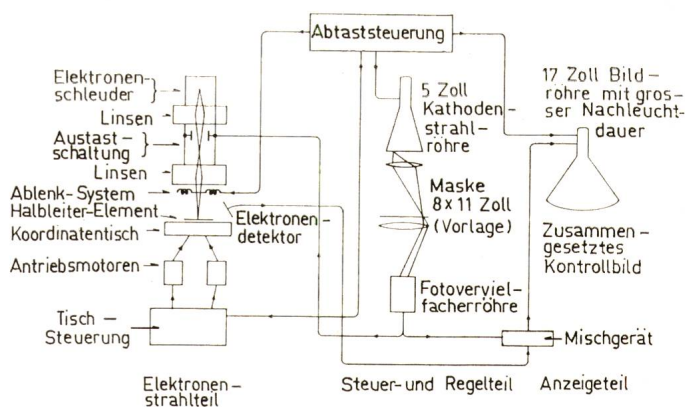 Abtaststeuerung
Elektronen-
schleuder
Linsen
Austast-
schaltung
Linsen
Ablenk-System
Halbleiter-Element
Koordinatentisch
Antriebsmotoren
Tisch-
Steuerung
Elektronen-
detektor
5 Zoll
Kathoden-
strahl-
röhre
Maske
8x11 Zoll
(Vorlage)
Fotoverviel-
facherröhre
17 Zoll Bild-
röhre mit gros-
ser Nachleucht-
dauer
Zusammen-
gesetztes
Kontrollbild
Mischgerät
Elektronen-
strahlteil
Steuer-und Regelteil
Anzeigeteil